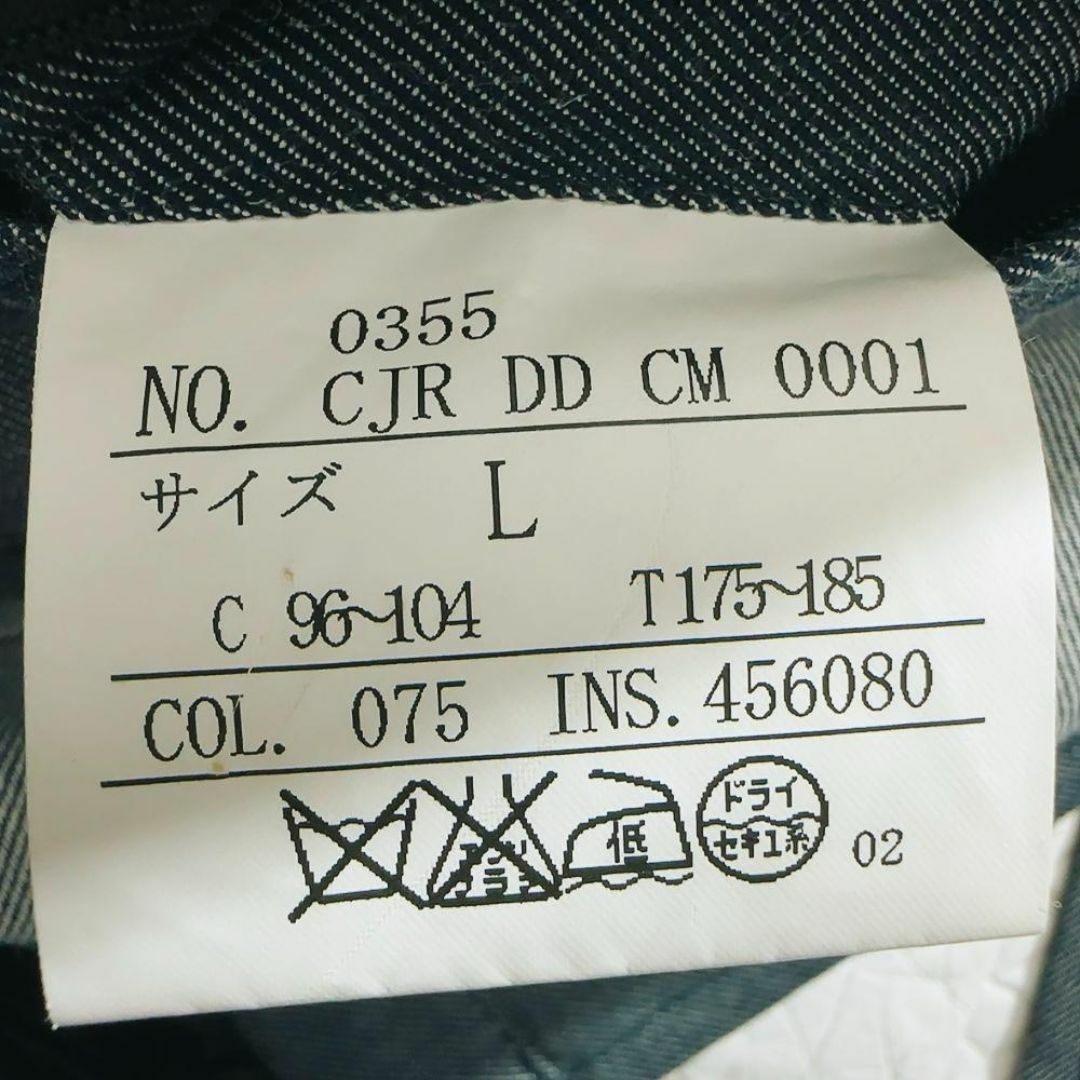 0355
NO. CJR DD CM 0001
サイズ L
C 96~104 T175~185
COL. 075 INS. 456080
低 ドライ
セキユ系 02